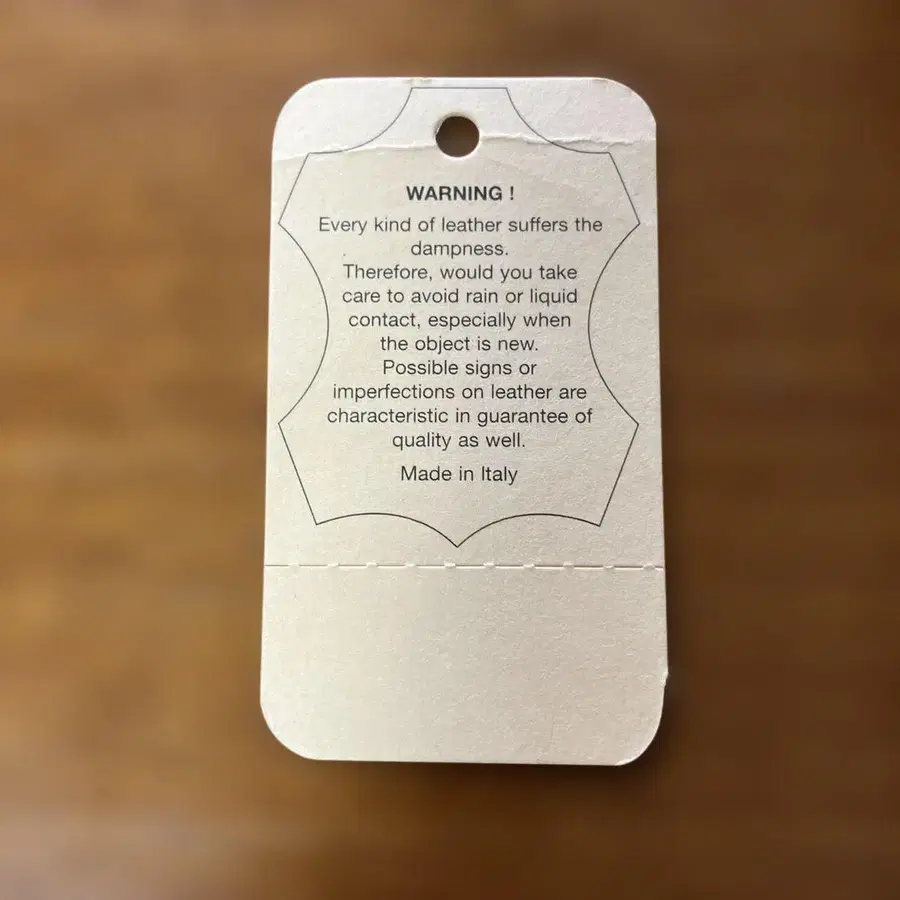 WARNING !
Every kind of leather suffers the
dampness.
Therefore, would you take
care to avoid rain or liquid
contact, especially when
the object is new.
Possible signs or
imperfections on leather are
characteristic in guarantee of
quality as well.
Made in Italy